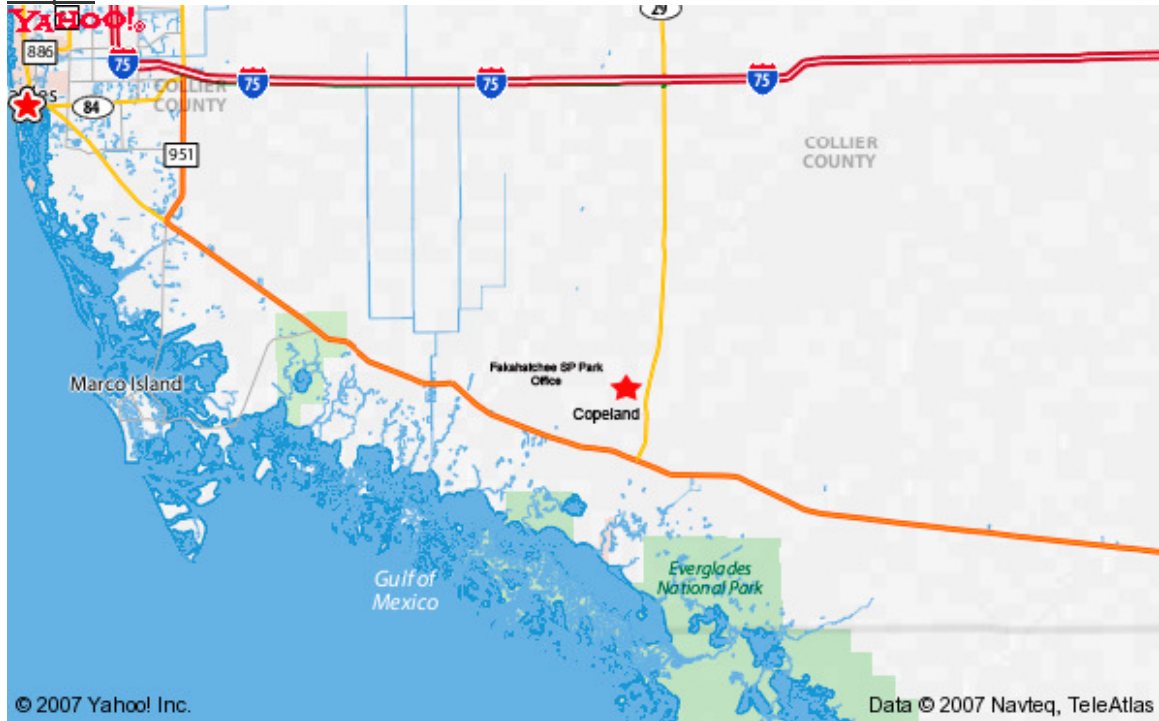 YAHOO!®
29
886
75
75
75
75
COLLIER
COUNTY
84
951
COLLIER
COUNTY
Fakahatchee SP Park
Office
Marco Island
Copeland
Everglades
National Park
Gulf of
Mexico
© 2007 Yahoo! Inc.
Data © 2007 Navteq, TeleAtlas